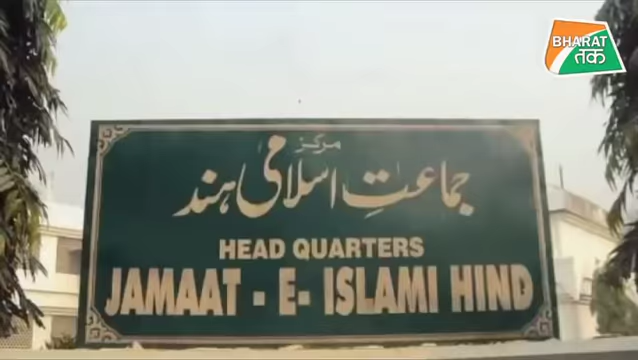 BHARAT
तक
مرکز
جماعتِ اسلامی ہند
HEAD QUARTERS
JAMAAT - E - ISLAMI HIND